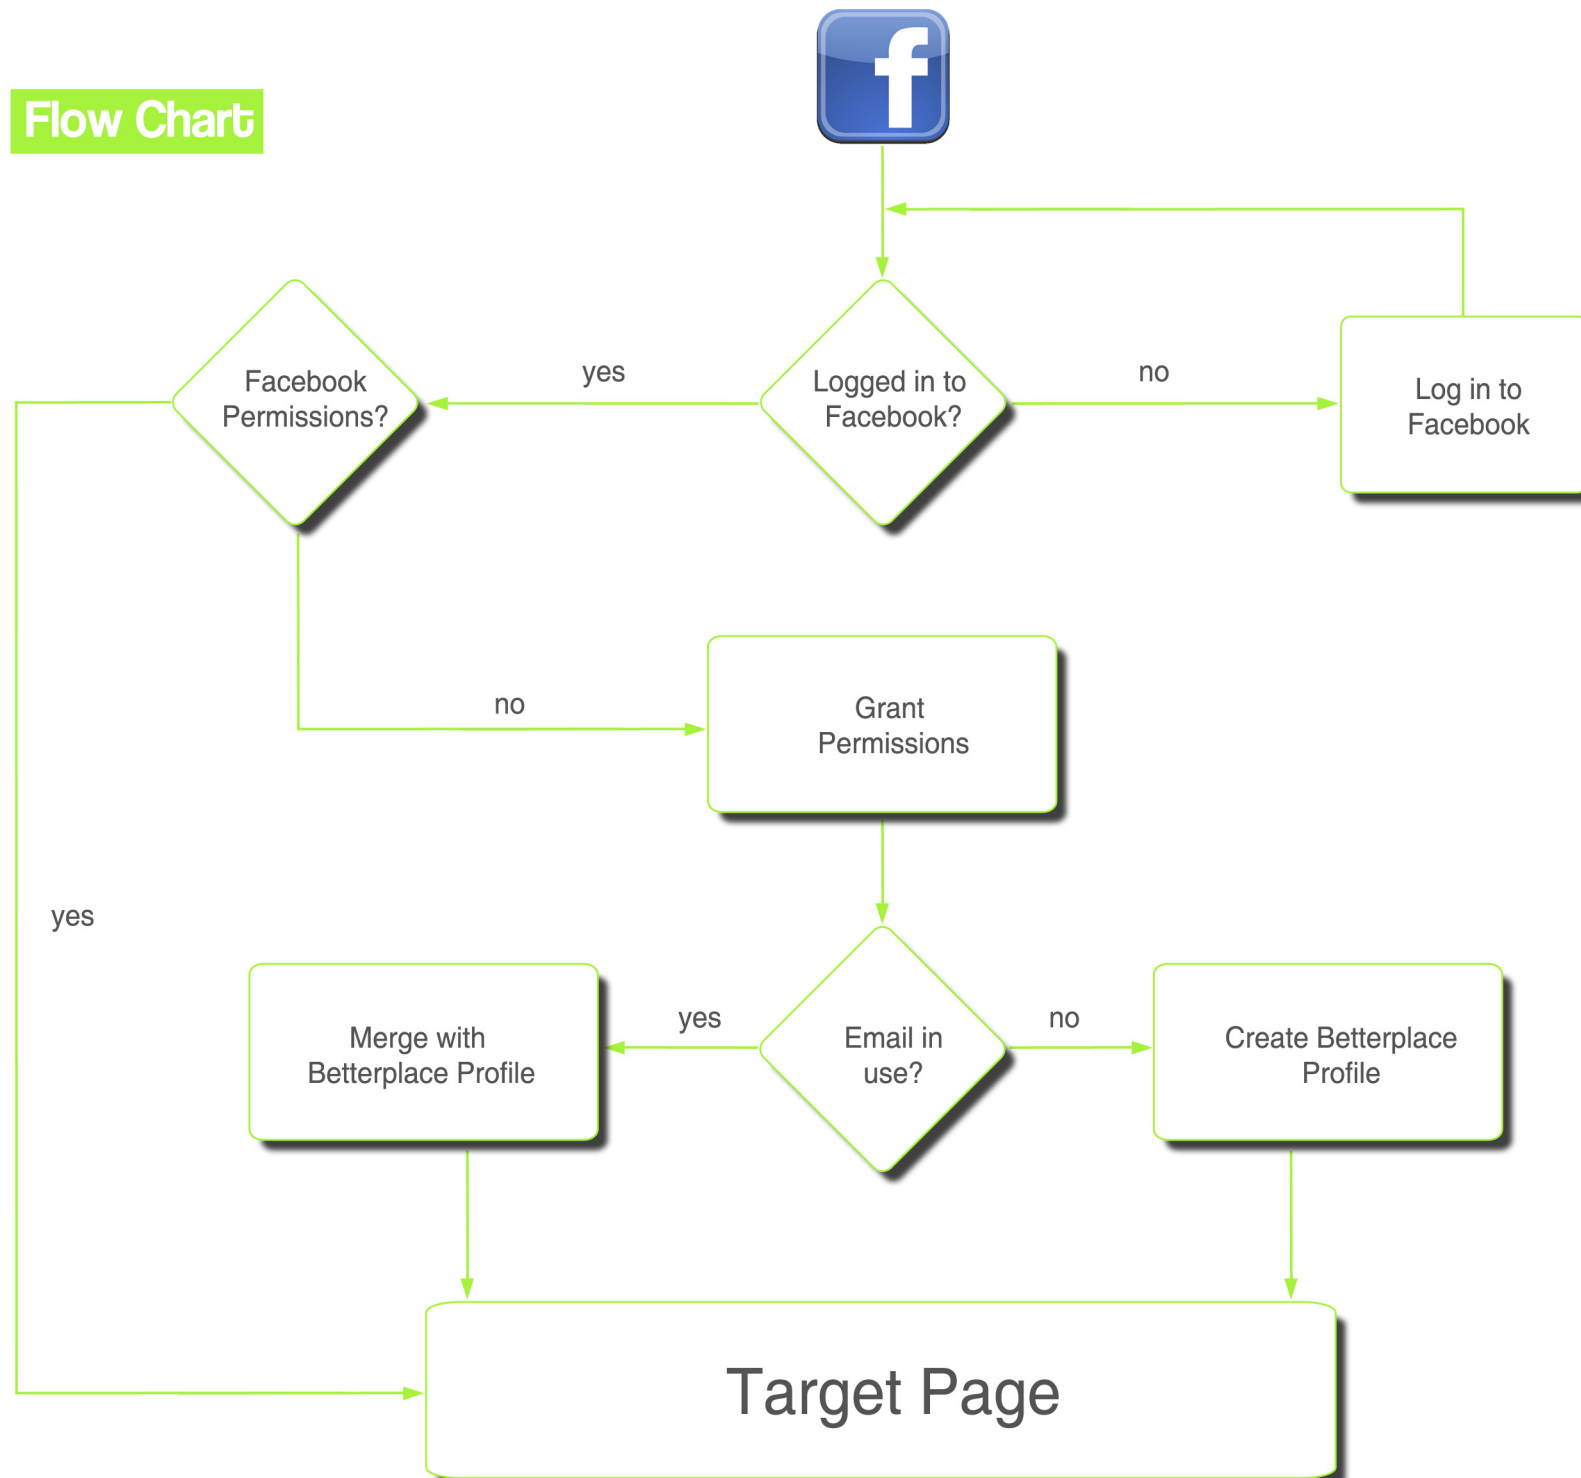 f
Flow Chart
yes
no
Facebook
Permissions?
Logged in to
Facebook?
Log in to
Facebook
no
Grant
Permissions
yes
yes
no
Merge with
Betterplace Profile
Email in
use?
Create Betterplace
Profile
Target Page